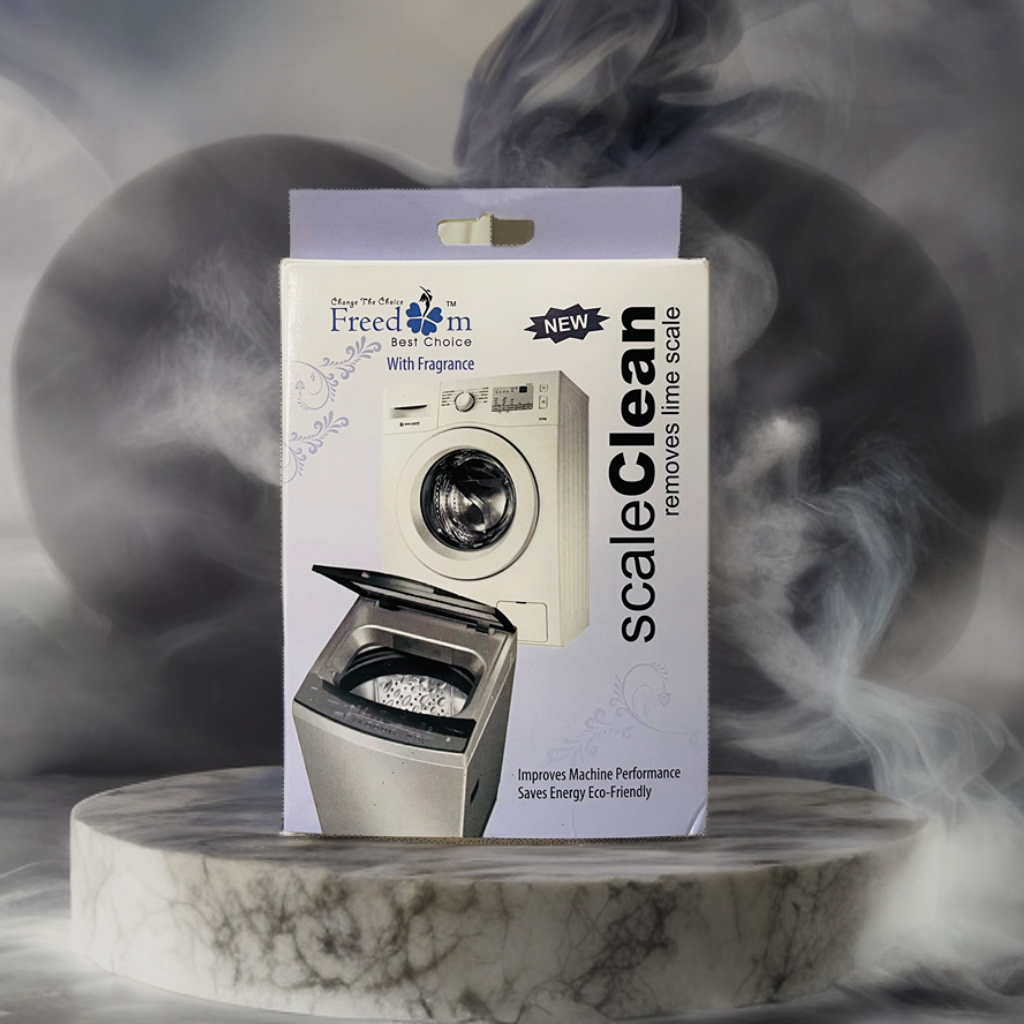 Change The Choice
Freedom TM
Best Choice
With Fragrance
NEW
scaleclean
removes lime scale
Improves Machine Performance
Saves Energy Eco-Friendly